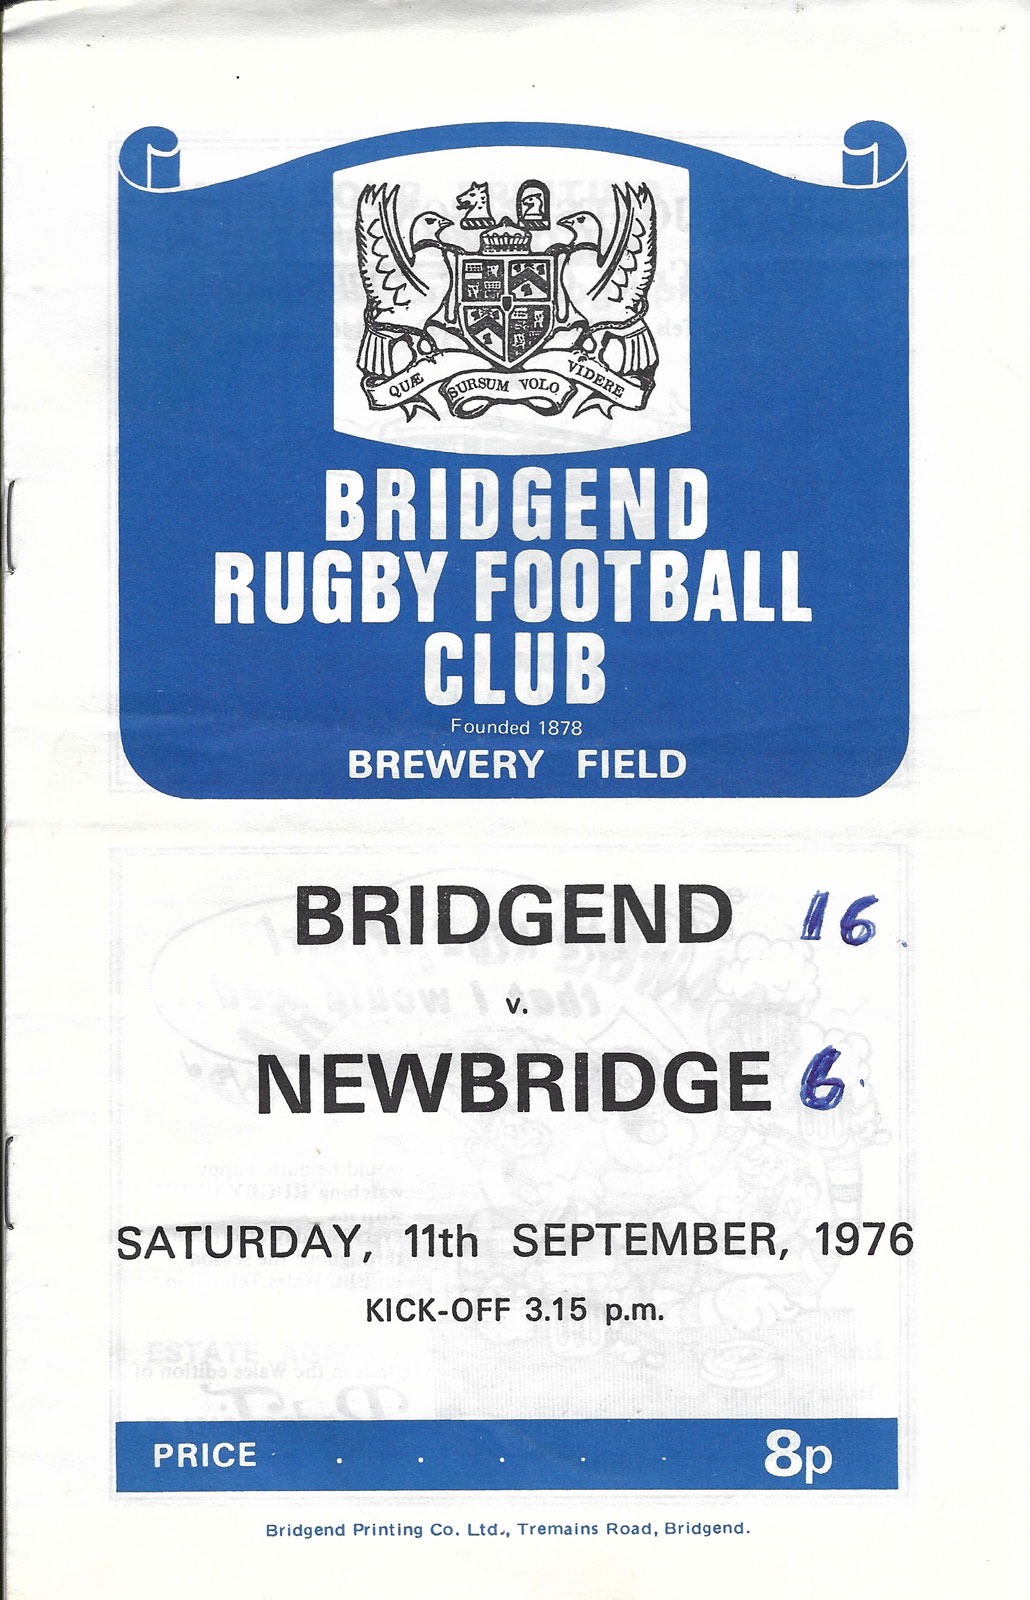 QUÆ SURSUM VOLO VIDERE
BRIDGEND
RUGBY FOOTBALL
CLUB
Founded 1878
BREWERY FIELD
BRIDGEND 16
v.
NEWBRIDGE 6
SATURDAY, 11th SEPTEMBER, 1976
KICK-OFF 3.15 p.m.
PRICE . . . . . 8p
Bridgend Printing Co. Ltd., Tremains Road, Bridgend.